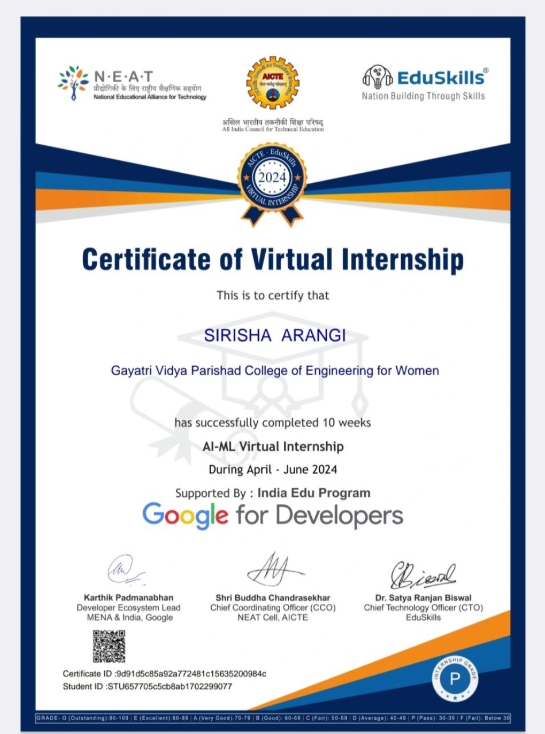 N·E·A·T
प्रौद्योगिकी के लिए राष्ट्रीय शैक्षणिक सहयोग
National Educational Alliance for Technology
AICTE
अखिल भारतीय तकनीकी शिक्षा परिषद्
All India Council for Technical Education
EduSkills®
Nation Building Through Skills
AICTE - EduSkills
2024
VIRTUAL INTERNSHIP
Certificate of Virtual Internship
This is to certify that
SIRISHA ARANGI
Gayatri Vidya Parishad College of Engineering for Women
has successfully completed 10 weeks
AI-ML Virtual Internship
During April - June 2024
Supported By : India Edu Program
Google for Developers
Karthik Padmanabhan
Developer Ecosystem Lead
MENA & India, Google
Shri Buddha Chandrasekhar
Chief Coordinating Officer (CCO)
NEAT Cell, AICTE
Dr. Satya Ranjan Biswal
Chief Technology Officer (CTO)
EduSkills
Certificate ID :9d91d5c85a92a772481c15635200984c
Student ID :STU657705c5cb8ab1702299077
INTERNSHIP GRADE
P
GRADE- O (Outstanding):90-100 | E (Excellent):80-89 | A (Very Good):70-79 | B (Good): 60-69 | C (Fair): 50-59 | D (Average): 40-49 | P (Pass): 30-39 | F (Fail): Below 30